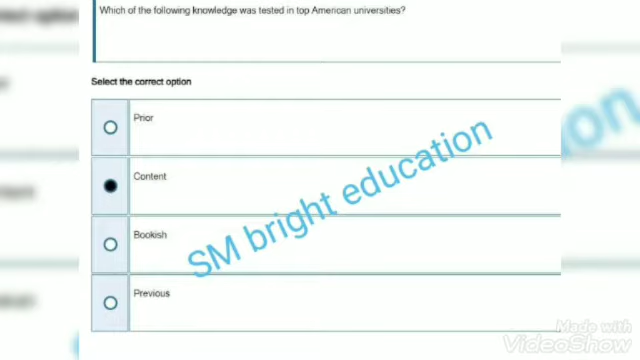 Which of the following knowledge was tested in top American universities?
Select the correct option
Prior
Content
Bookish
Previous
SM bright education
Made with
VideoShow